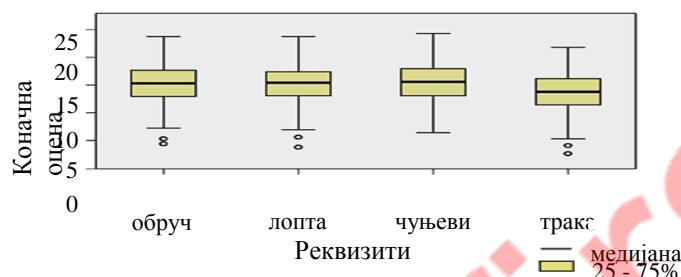 25
20
15
10
5
0
Коначна
оцена
обруч лопта чуњеви трака
Реквизити
медијана
25 - 75%